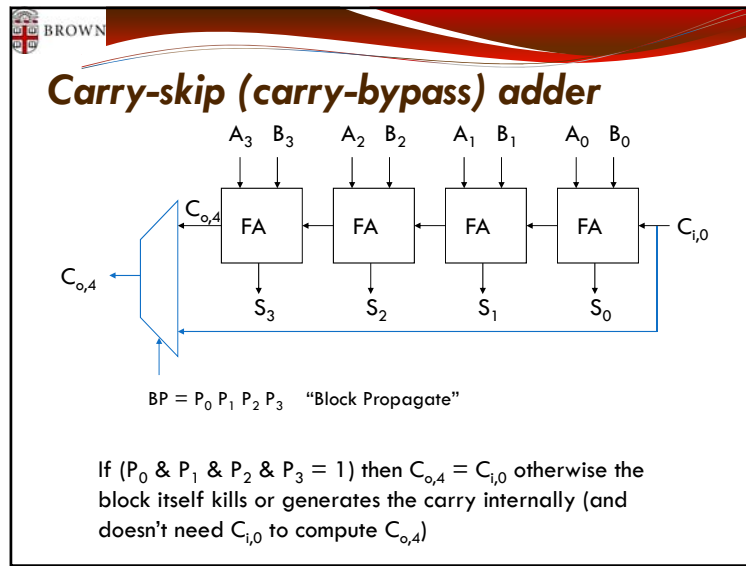 BROWN
Carry-skip (carry-bypass) adder
A₃ B₃ A₂ B₂ A₁ B₁ A₀ B₀
Cₒ,₄ FA FA FA FA Cᵢ,₀
Cₒ,₄
S₃ S₂ S₁ S₀
BP = P₀ P₁ P₂ P₃ “Block Propagate”
If (P₀ & P₁ & P₂ & P₃ = 1) then Cₒ,₄ = Cᵢ,₀ otherwise the
block itself kills or generates the carry internally (and
doesn’t need Cᵢ,₀ to compute Cₒ,₄)